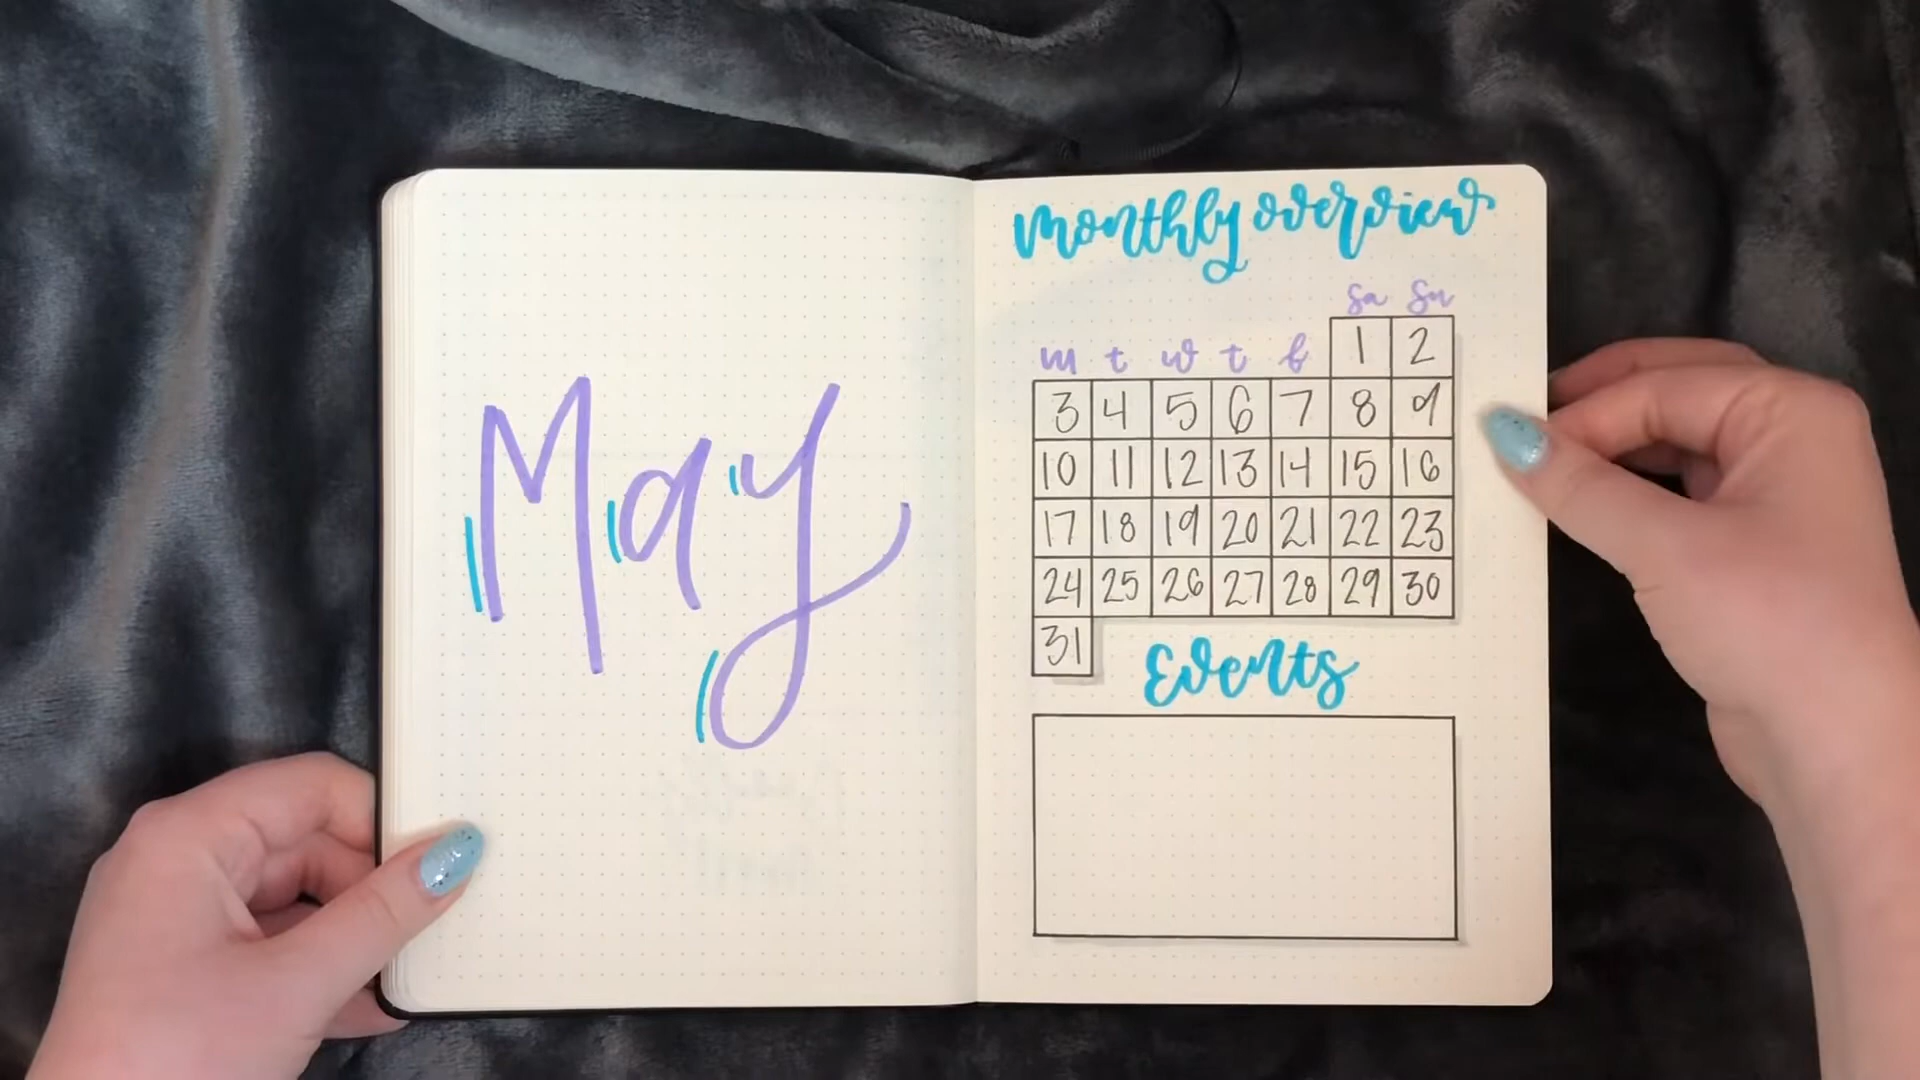 May
Monthly overview
Sa Su
m t w t f 1 2
3 4 5 6 7 8 9
10 11 12 13 14 15 16
17 18 19 20 21 22 23
24 25 26 27 28 29 30
31
Events